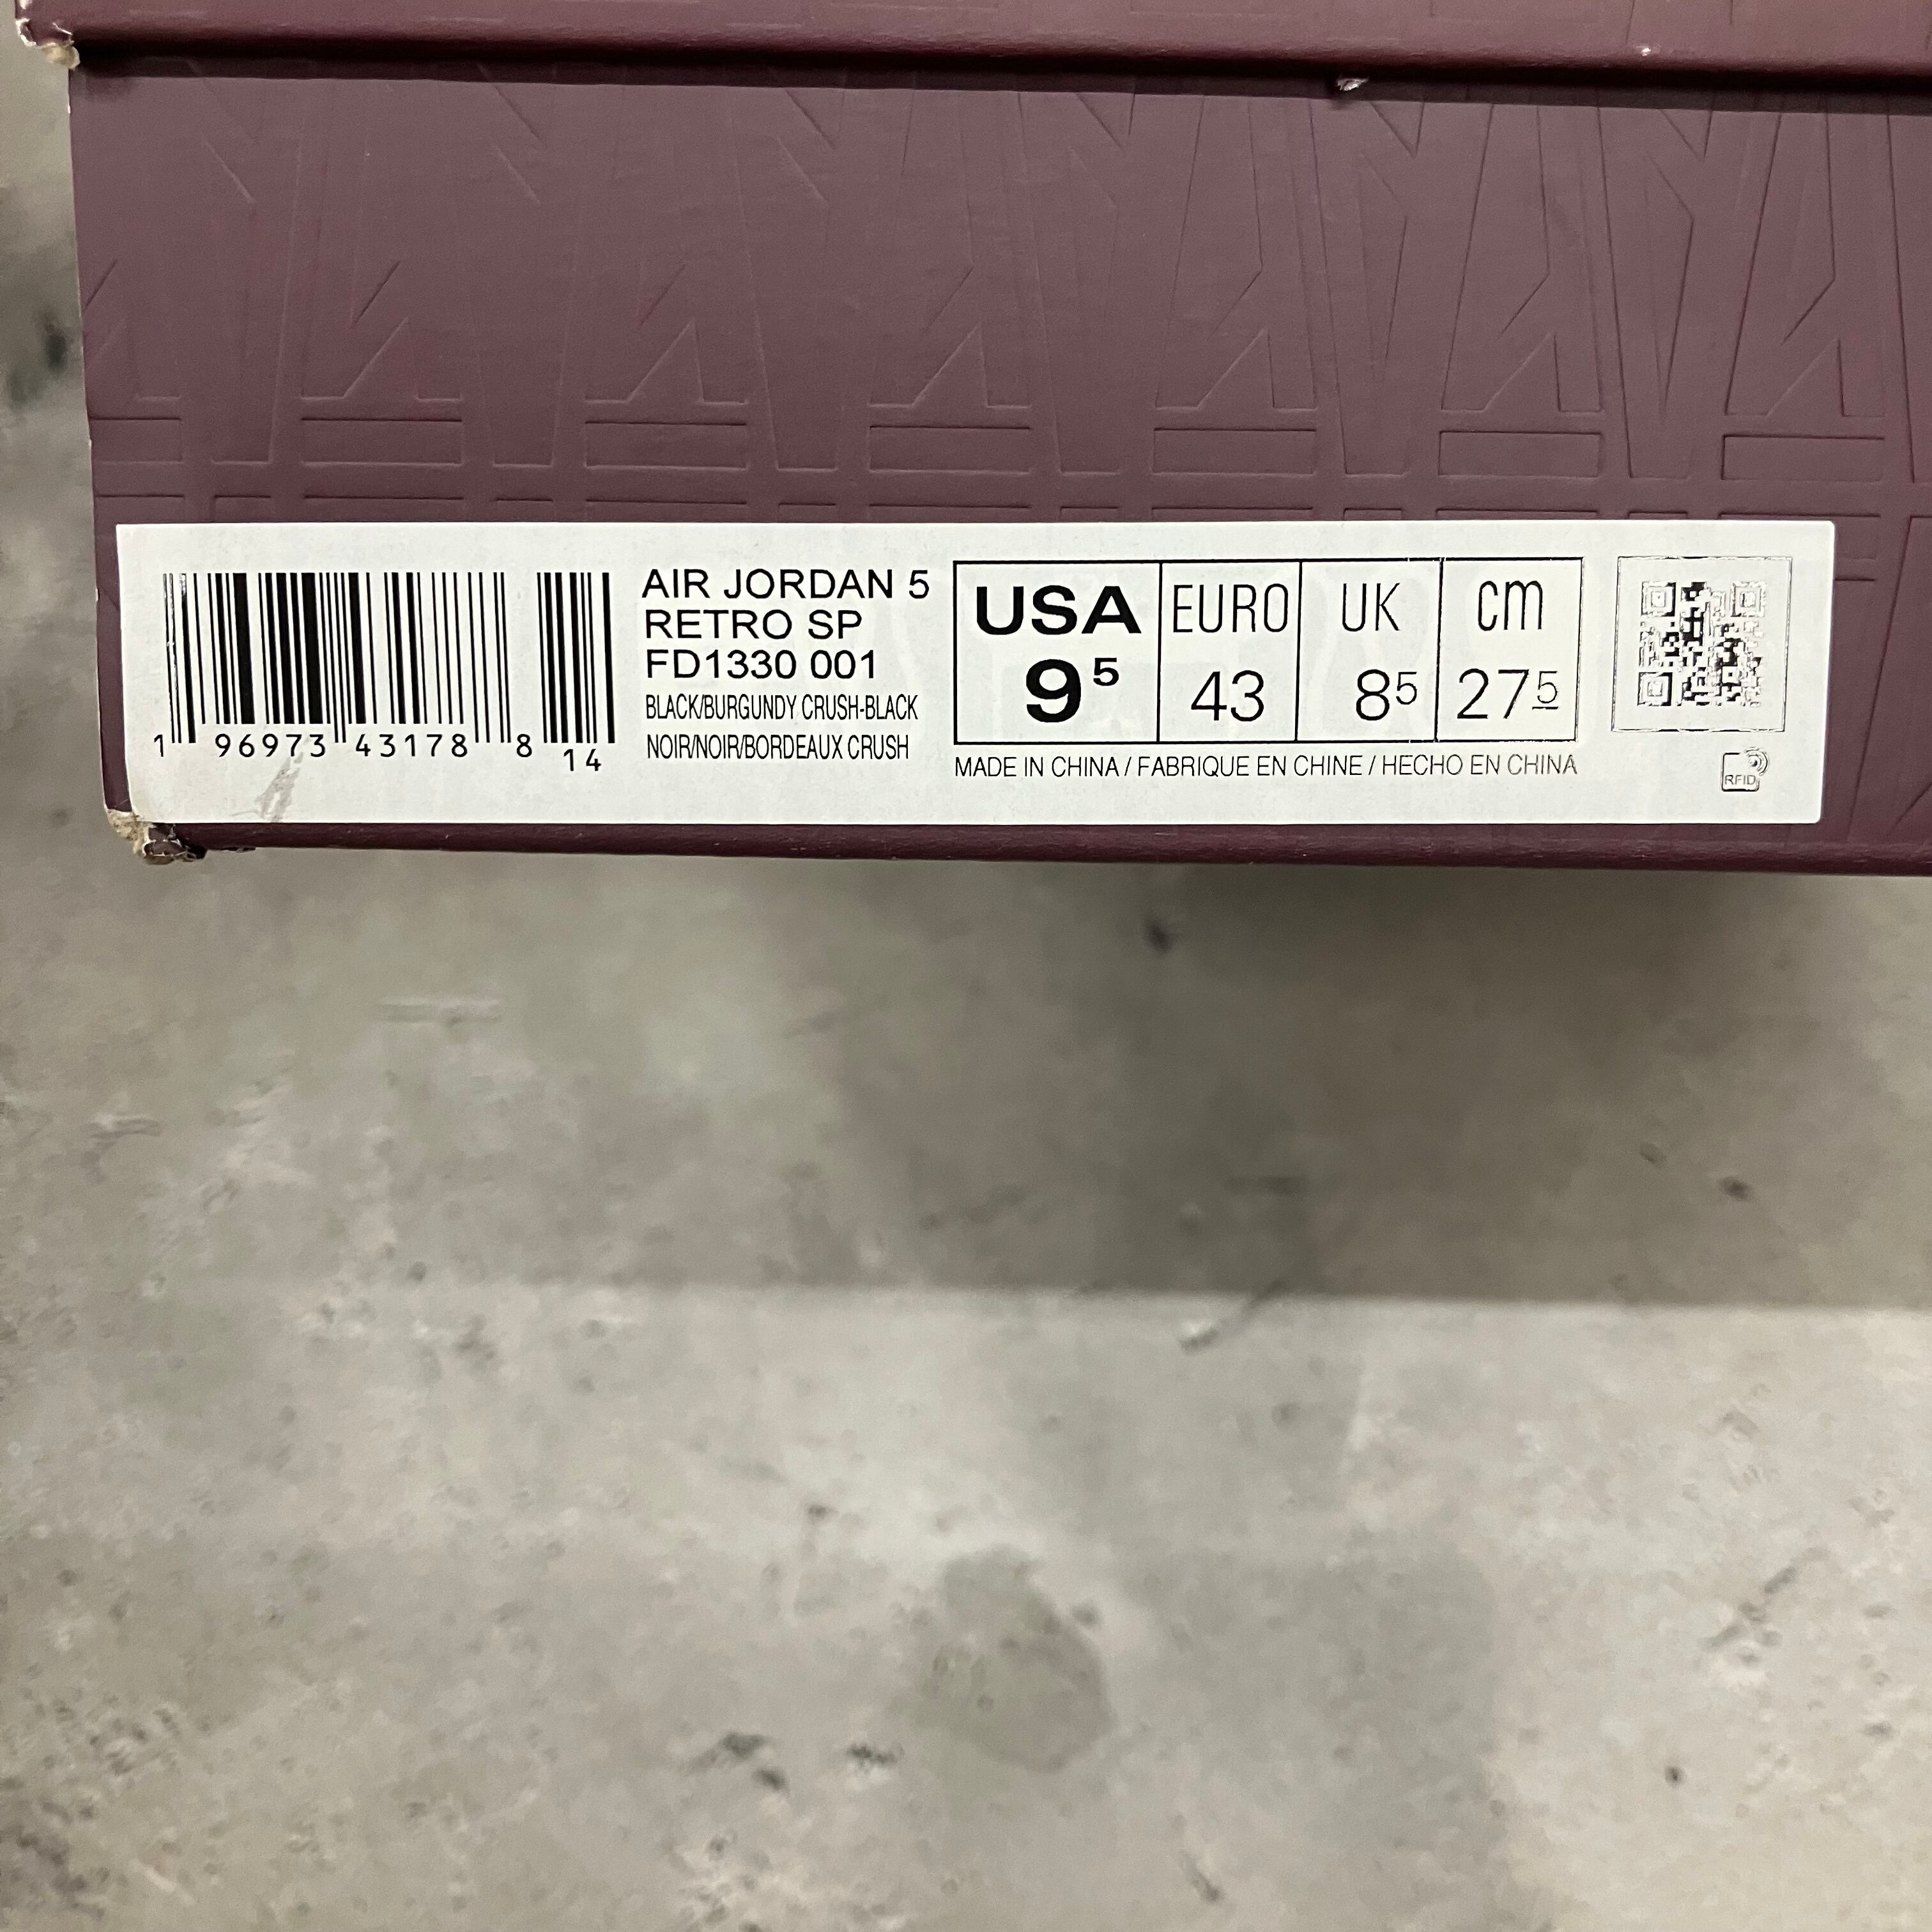 1 96973 43178 8 14
AIR JORDAN 5
RETRO SP
FD1330 001
BLACK/BURGUNDY CRUSH-BLACK
NOIR/NOIR/BORDEAUX CRUSH
USA EURO UK cm
9⁵ 43 8⁵ 27⁵
MADE IN CHINA / FABRIQUE EN CHINE / HECHO EN CHINA
RFID